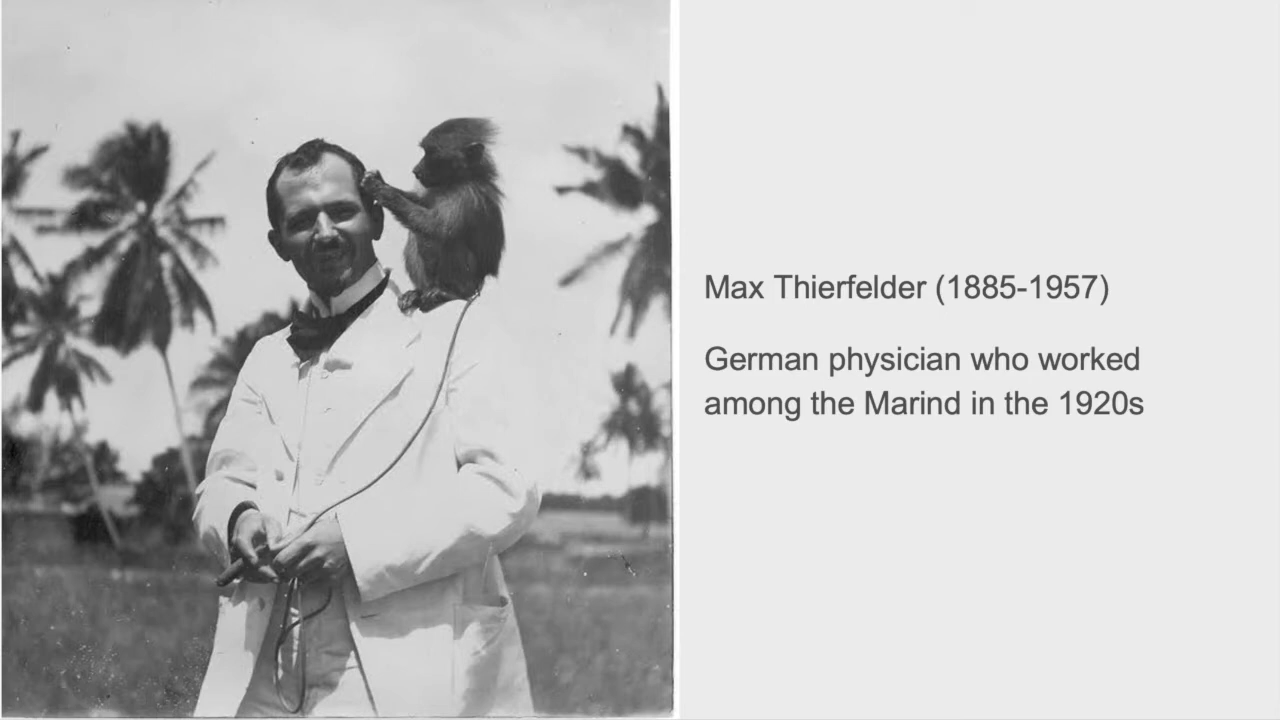 Max Thierfelder (1885-1957)
German physician who worked
among the Marind in the 1920s